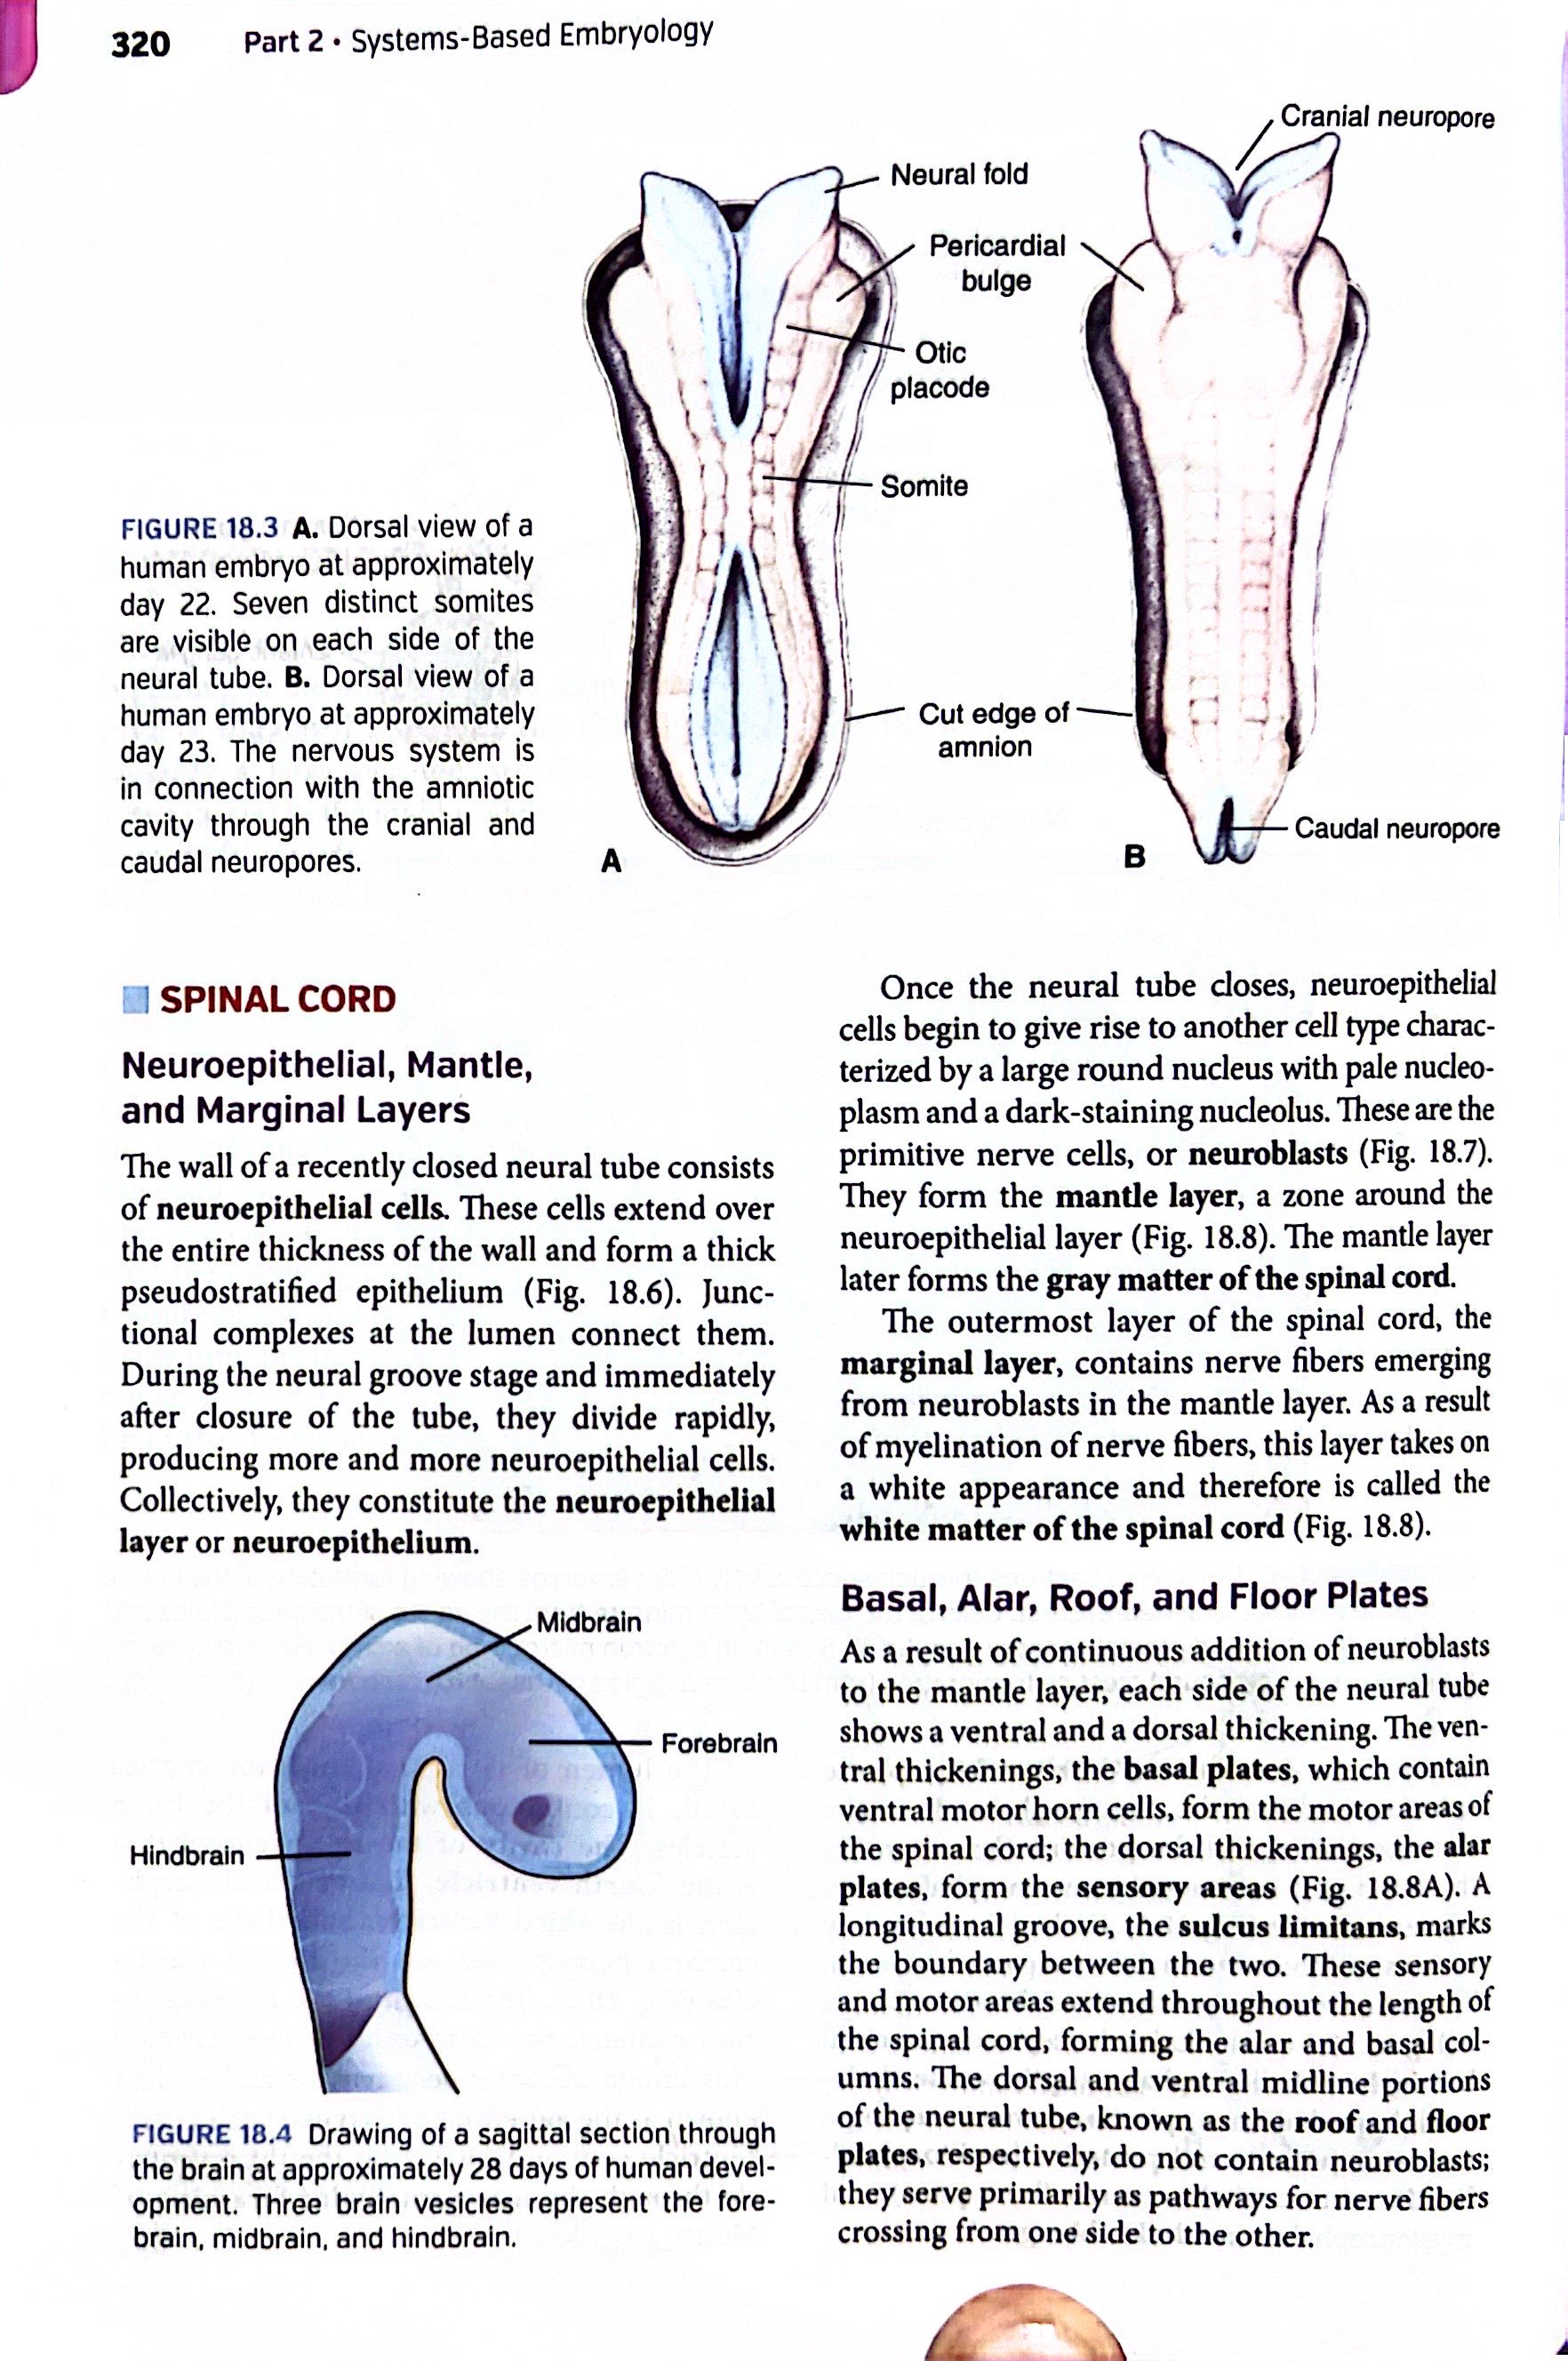 320 Part 2 • Systems-Based Embryology
Cranial neuropore
Neural fold
Pericardial
bulge
Otic
placode
Somite
Cut edge of
amnion
Caudal neuropore
A
B
FIGURE 18.3 A. Dorsal view of a
human embryo at approximately
day 22. Seven distinct somites
are visible on each side of the
neural tube. B. Dorsal view of a
human embryo at approximately
day 23. The nervous system is
in connection with the amniotic
cavity through the cranial and
caudal neuropores.
SPINAL CORD
Neuroepithelial, Mantle,
and Marginal Layers
The wall of a recently closed neural tube consists
of neuroepithelial cells. These cells extend over
the entire thickness of the wall and form a thick
pseudostratified epithelium (Fig. 18.6). Junc-
tional complexes at the lumen connect them.
During the neural groove stage and immediately
after closure of the tube, they divide rapidly,
producing more and more neuroepithelial cells.
Collectively, they constitute the neuroepithelial
layer or neuroepithelium.
Midbrain
Forebrain
Hindbrain
FIGURE 18.4 Drawing of a sagittal section through
the brain at approximately 28 days of human devel-
opment. Three brain vesicles represent the fore-
brain, midbrain, and hindbrain.
Once the neural tube closes, neuroepithelial
cells begin to give rise to another cell type charac-
terized by a large round nucleus with pale nucleo-
plasm and a dark-staining nucleolus. These are the
primitive nerve cells, or neuroblasts (Fig. 18.7).
They form the mantle layer, a zone around the
neuroepithelial layer (Fig. 18.8). The mantle layer
later forms the gray matter of the spinal cord.
The outermost layer of the spinal cord, the
marginal layer, contains nerve fibers emerging
from neuroblasts in the mantle layer. As a result
of myelination of nerve fibers, this layer takes on
a white appearance and therefore is called the
white matter of the spinal cord (Fig. 18.8).
Basal, Alar, Roof, and Floor Plates
As a result of continuous addition of neuroblasts
to the mantle layer, each side of the neural tube
shows a ventral and a dorsal thickening. The ven-
tral thickenings, the basal plates, which contain
ventral motor horn cells, form the motor areas of
the spinal cord; the dorsal thickenings, the alar
plates, form the sensory areas (Fig. 18.8A). A
longitudinal groove, the sulcus limitans, marks
the boundary between the two. These sensory
and motor areas extend throughout the length of
the spinal cord, forming the alar and basal col-
umns. The dorsal and ventral midline portions
of the neural tube, known as the roof and floor
plates, respectively, do not contain neuroblasts;
they serve primarily as pathways for nerve fibers
crossing from one side to the other.